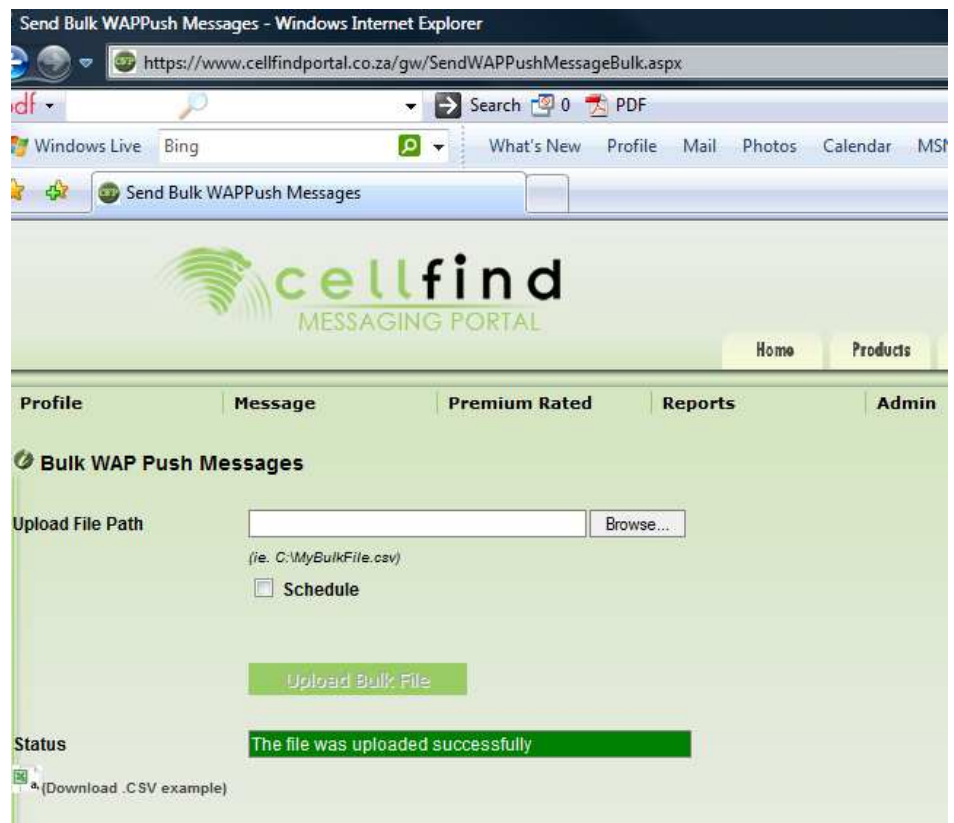 Send Bulk WAPPush Messages - Windows Internet Explorer
https://www.cellfindportal.co.za/gw/SendWAPPushMessageBulk.aspx
Search 0 PDF
Windows Live Bing What's New Profile Mail Photos Calendar
Send Bulk WAPPush Messages
cellfind
MESSAGING PORTAL
Home Products
Profile Message Premium Rated Reports Admin
Bulk WAP Push Messages
Upload File Path Browse...
(ie. C:\MyBulkFile.csv)
Schedule
Upload Bulk File
Status The file was uploaded successfully
a, (Download .CSV example)